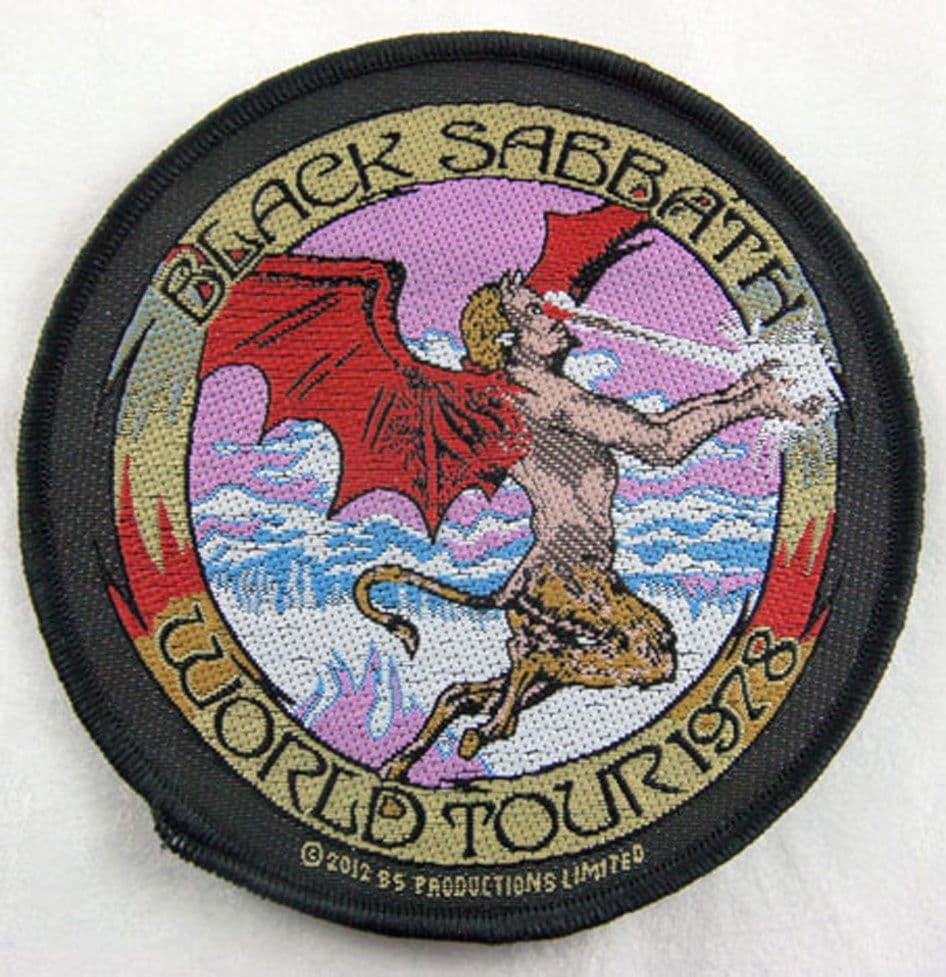 BLACK SABBATH
WORLD TOUR 1978
© 2012 BS PRODUCTIONS LIMITED